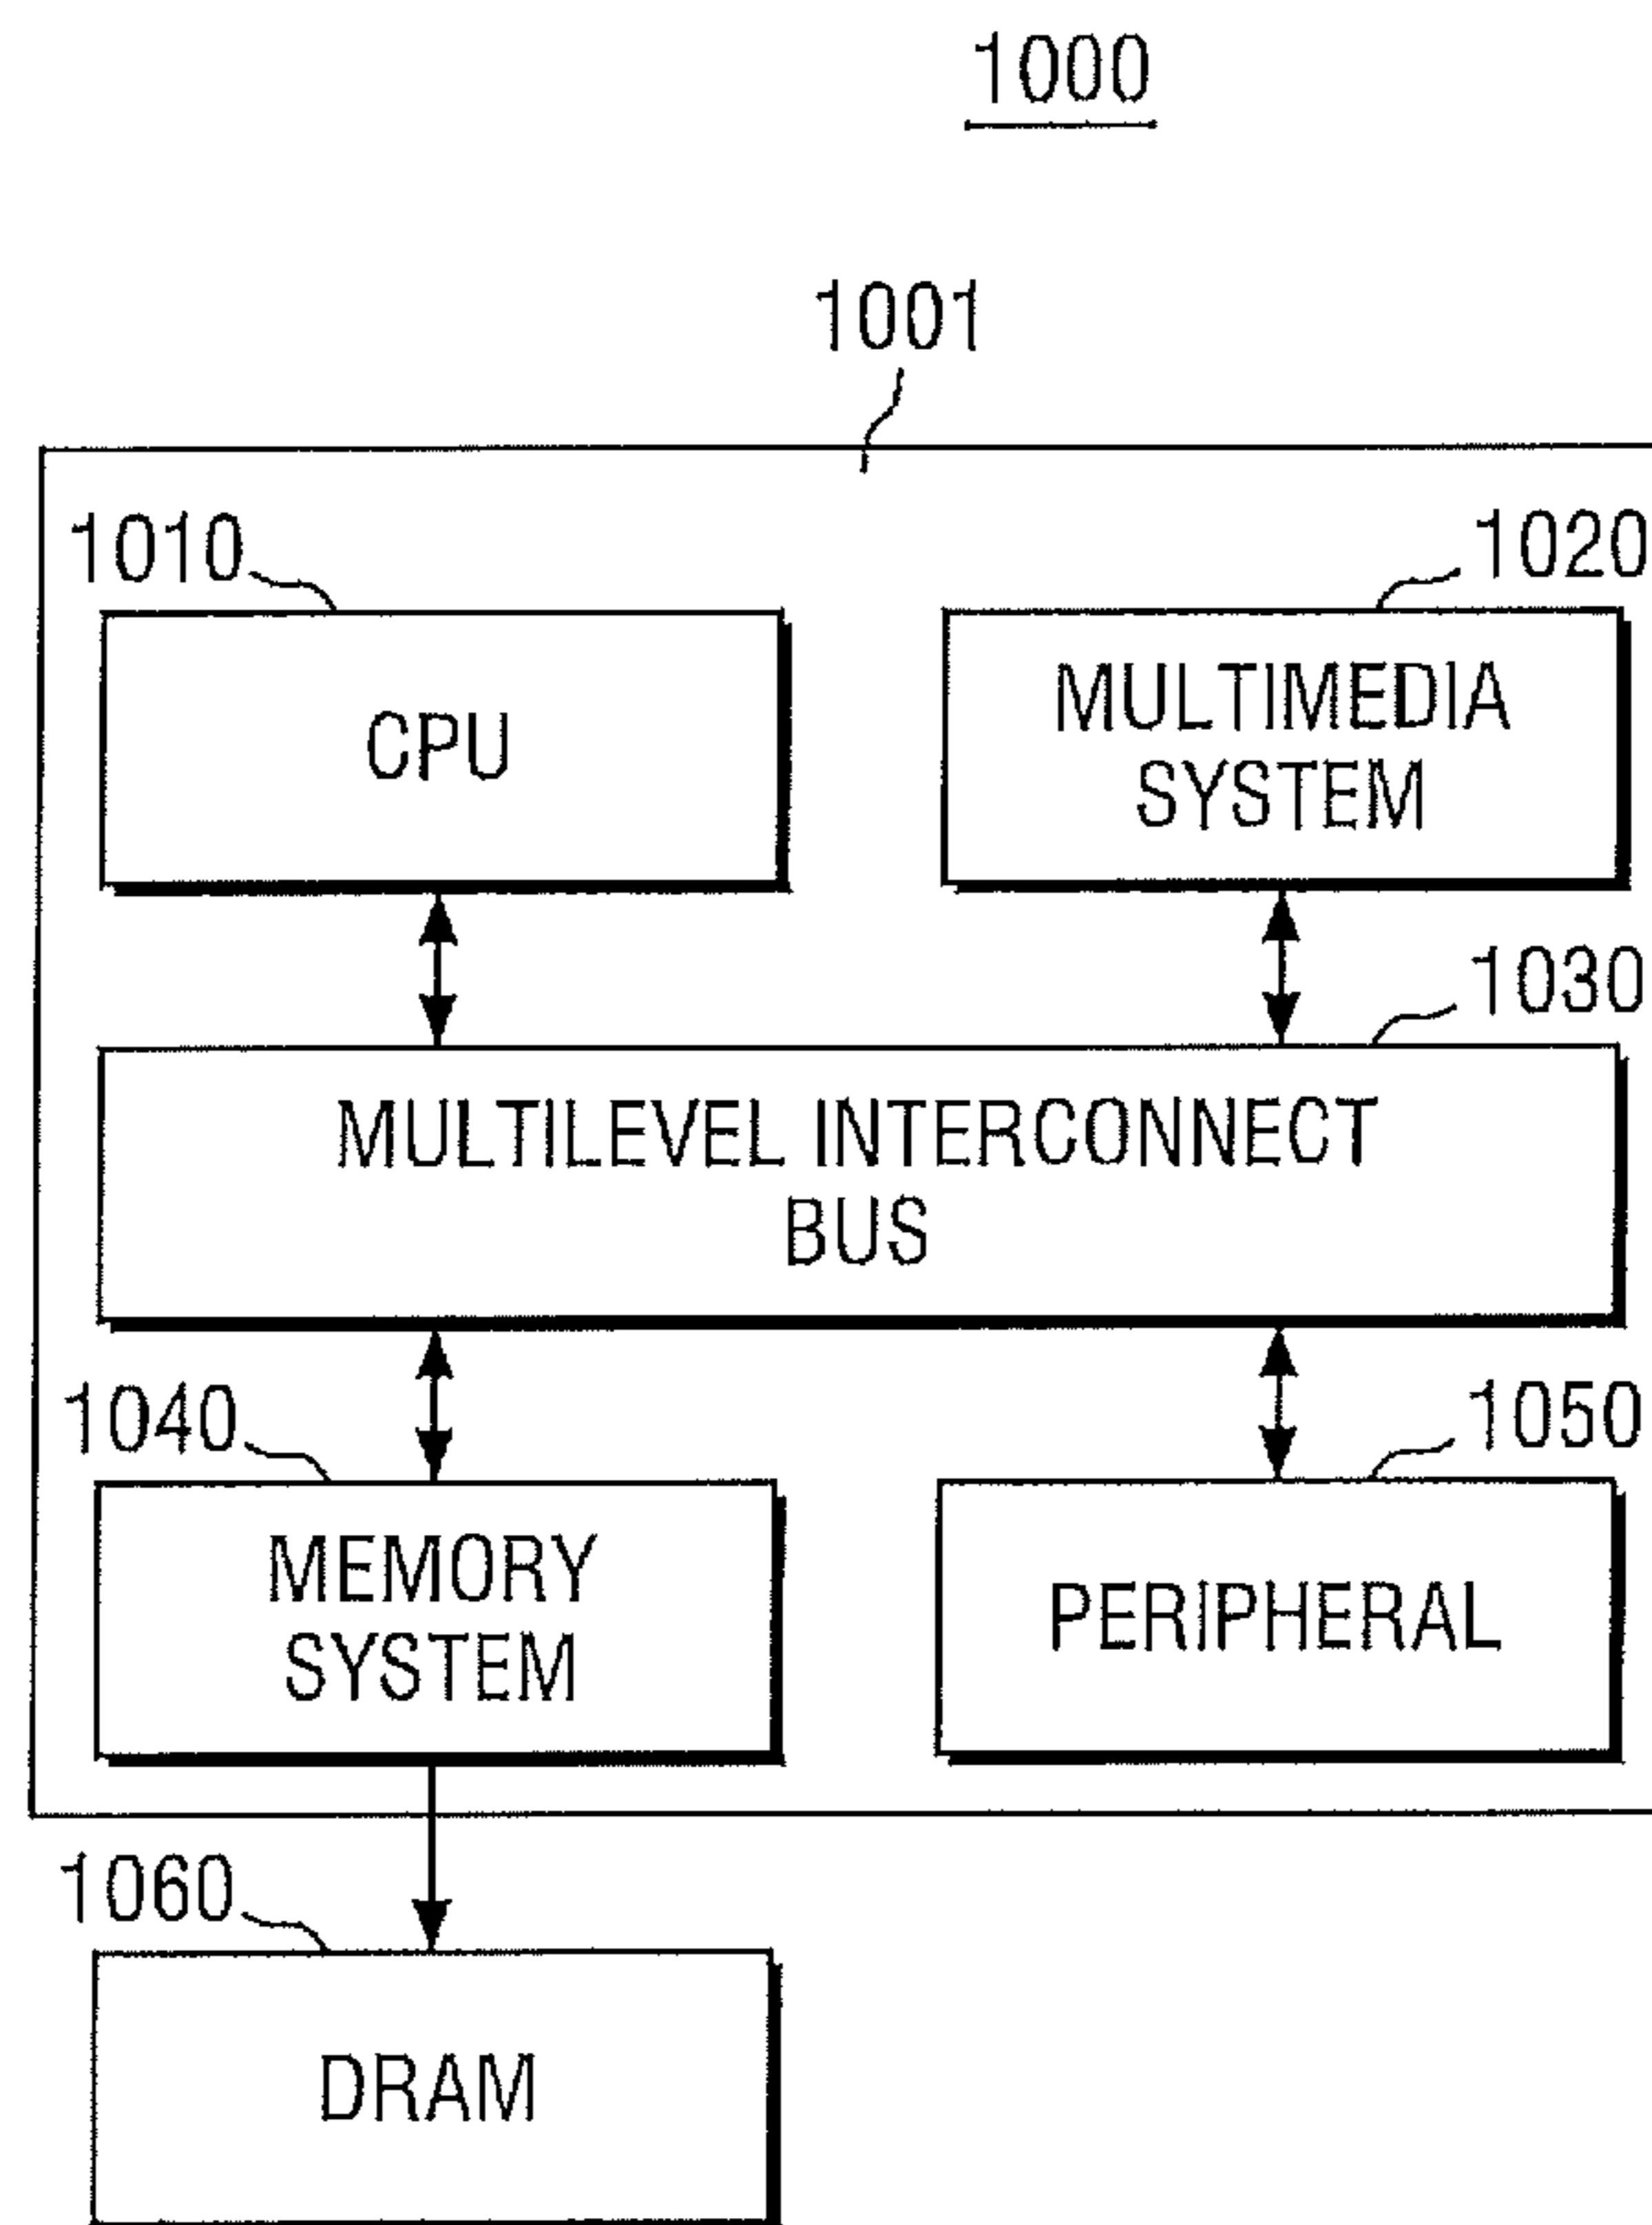 1000
1001
1010
1020
CPU
MULTIMEDIA
SYSTEM
1030
MULTILEVEL INTERCONNECT
BUS
1040
1050
MEMORY
SYSTEM
PERIPHERAL
1060
DRAM